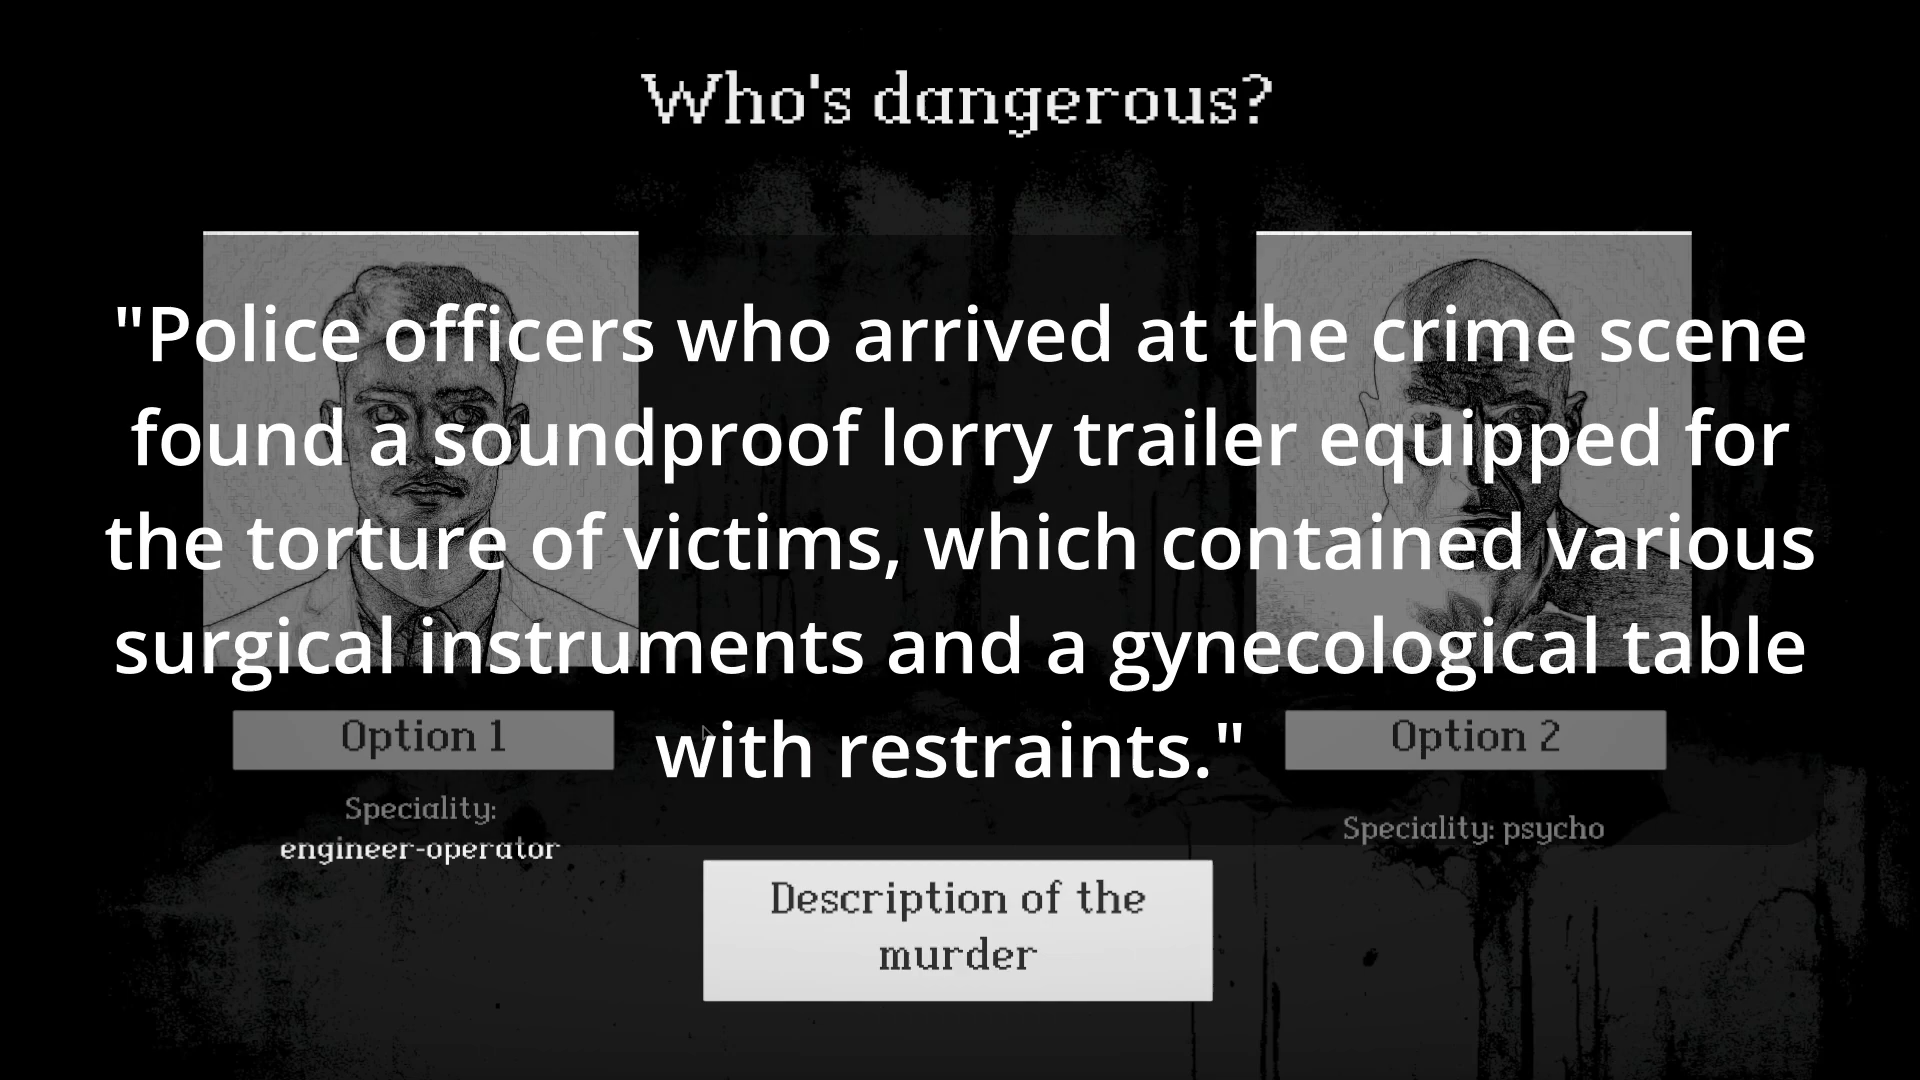 Who's dangerous?
"Police officers who arrived at the crime scene
found a soundproof lorry trailer equipped for
the torture of victims, which contained various
surgical instruments and a gynecological table
with restraints."
Option 1
Option 2
Speciality:
engineer-operator
Speciality: psycho
Description of the
murder